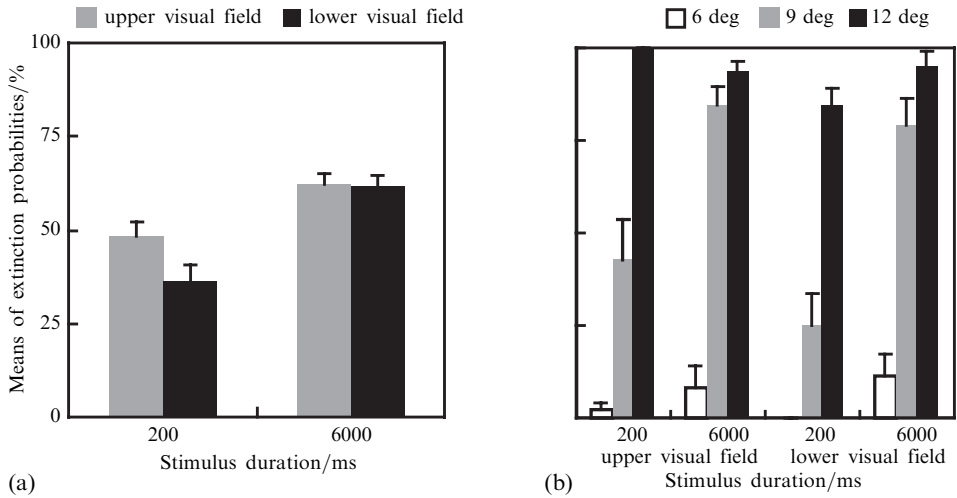 upper visual field lower visual field
Means of extinction probabilities/%
100
75
50
25
0
200 6000
Stimulus duration/ms
(a)
6 deg 9 deg 12 deg
200 6000 200 6000
upper visual field lower visual field
Stimulus duration/ms
(b)